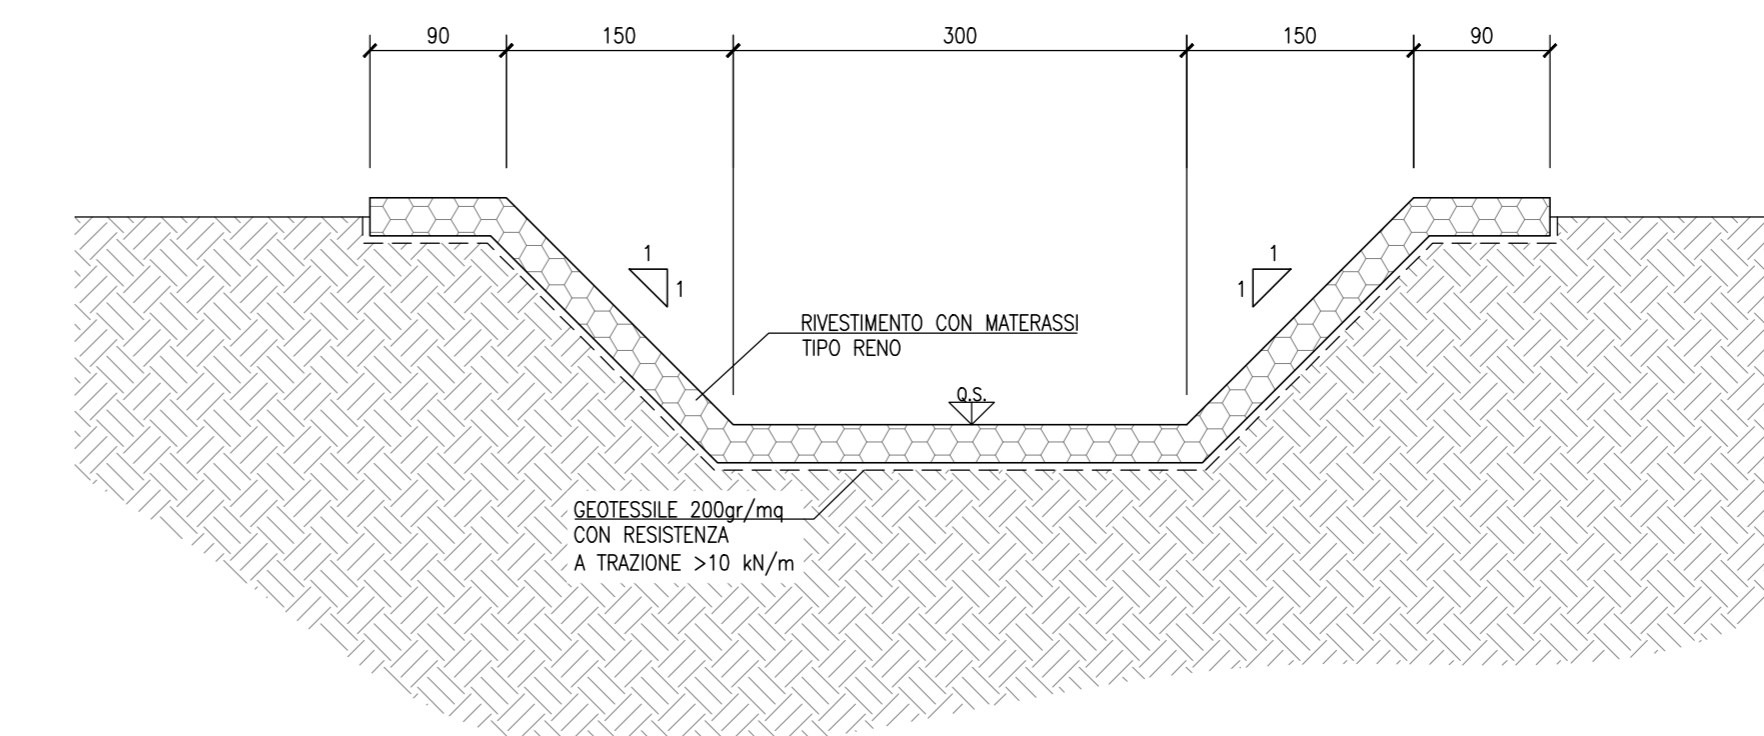 90
150
300
150
90
1
1
1
1
RIVESTIMENTO CON MATERASSI
TIPO RENO
Q.S.
GEOTESSILE 200gr/mq
CON RESISTENZA
A TRAZIONE >10 kN/m